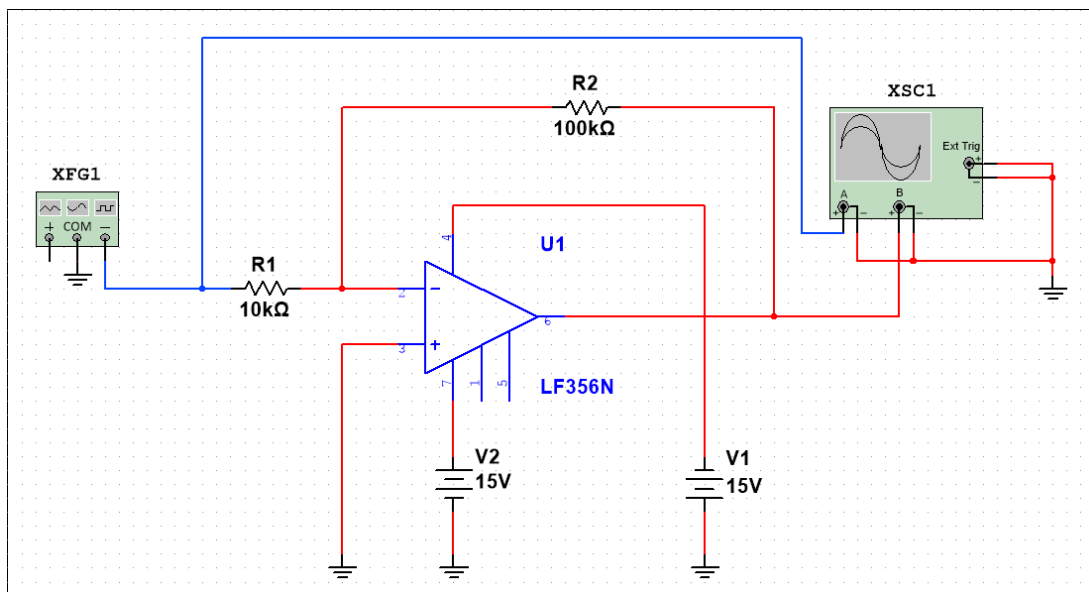 R2
100kΩ
XSC1
Ext Trig
+
−
A
B
+
−
+
−
XFG1
+
COM
−
R1
10kΩ
4
U1
2
−
6
3
+
7
1
5
LF356N
V2
15V
V1
15V